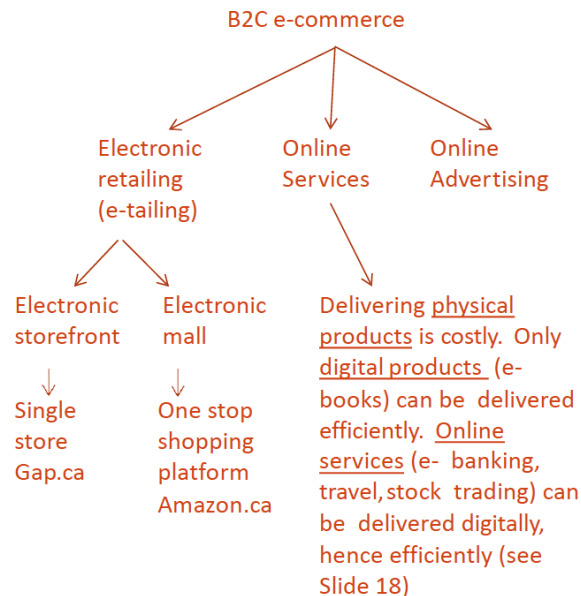 B2C e-commerce
Electronic
retailing
(e-tailing)
Online
Services
Online
Advertising
Electronic
storefront
Electronic
mall
Single
store
Gap.ca
One stop
shopping
platform
Amazon.ca
Delivering physical
products is costly. Only
digital products (e-
books) can be delivered
efficiently. Online
services (e- banking,
travel, stock trading) can
be delivered digitally,
hence efficiently (see
Slide 18)